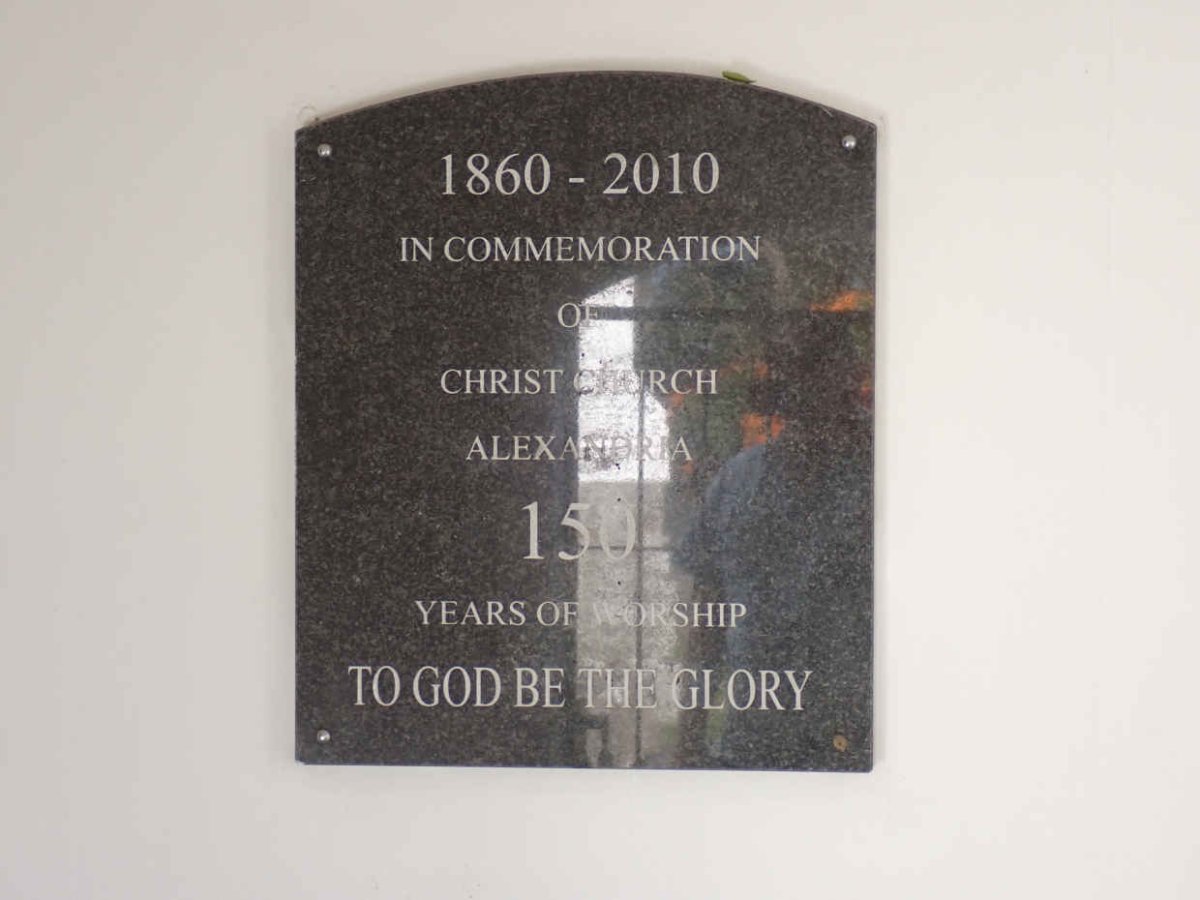 1860 - 2010
IN COMMEMORATION
OF
CHRIST CHURCH
ALEXANDRIA
150
YEARS OF WORSHIP
TO GOD BE THE GLORY